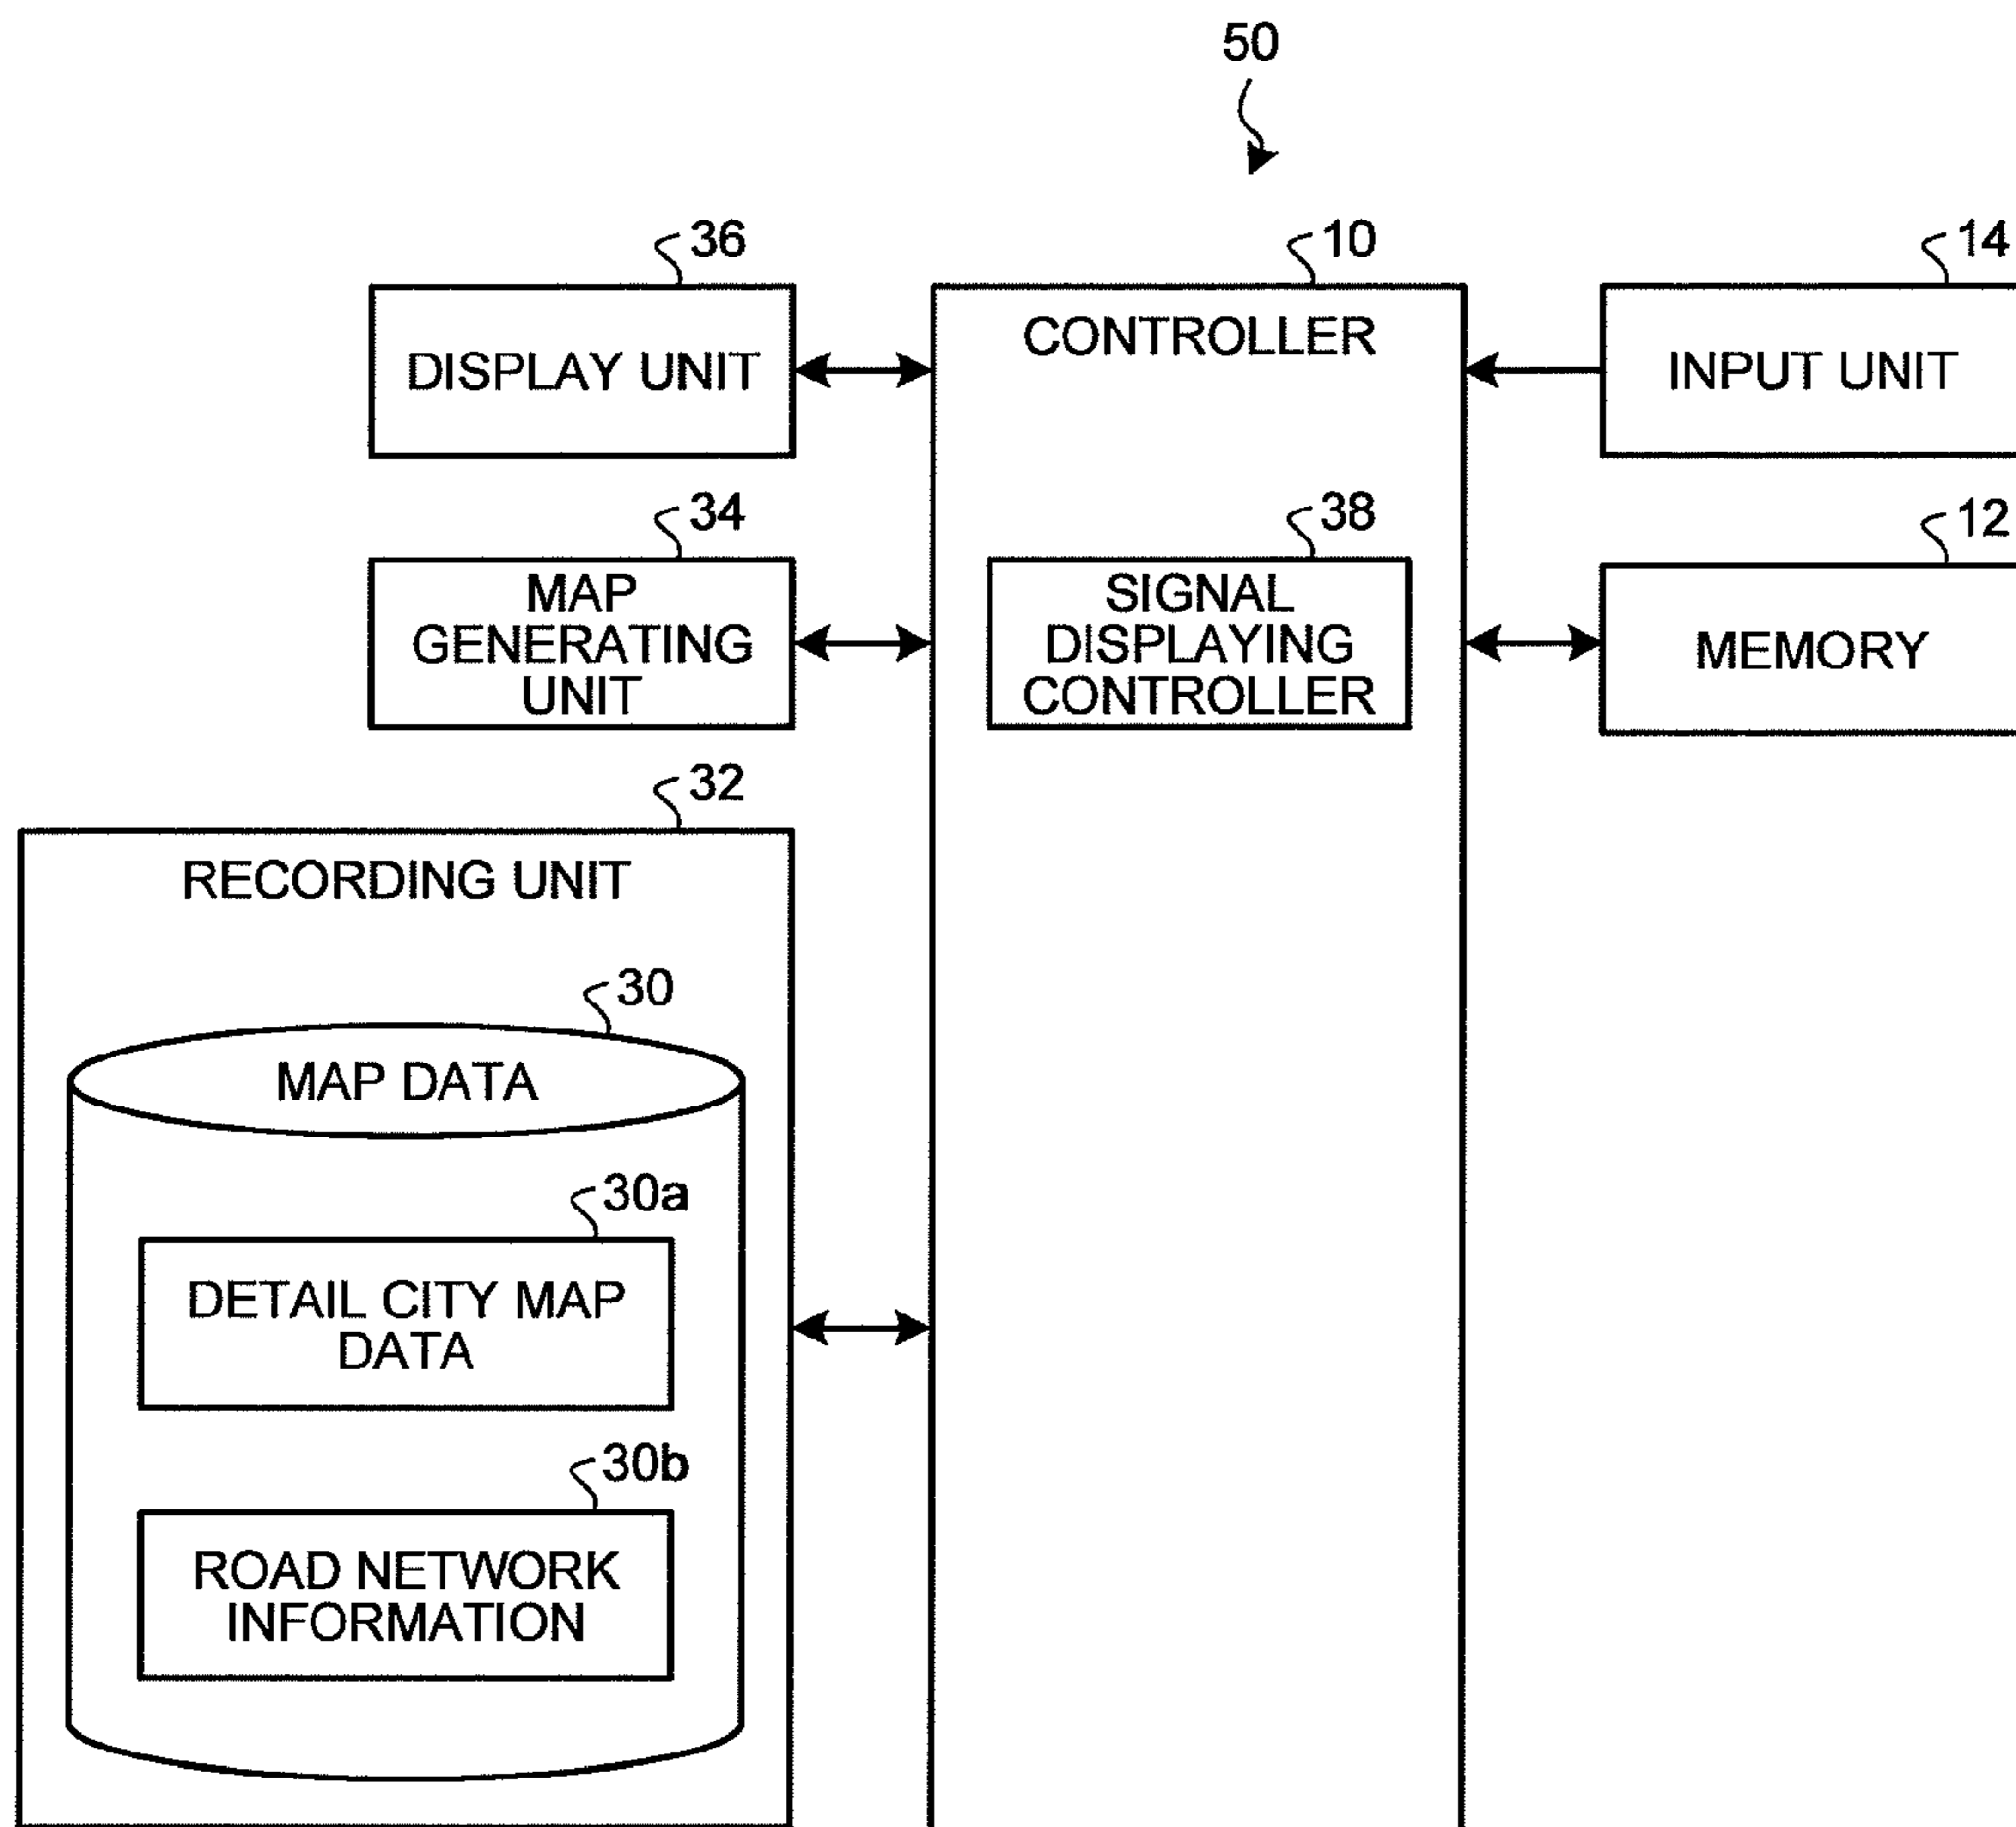 50
36
10
14
DISPLAY UNIT
CONTROLLER
INPUT UNIT
34
38
12
MAP
GENERATING
UNIT
SIGNAL
DISPLAYING
CONTROLLER
MEMORY
32
RECORDING UNIT
30
MAP DATA
30a
DETAIL CITY MAP
DATA
30b
ROAD NETWORK
INFORMATION